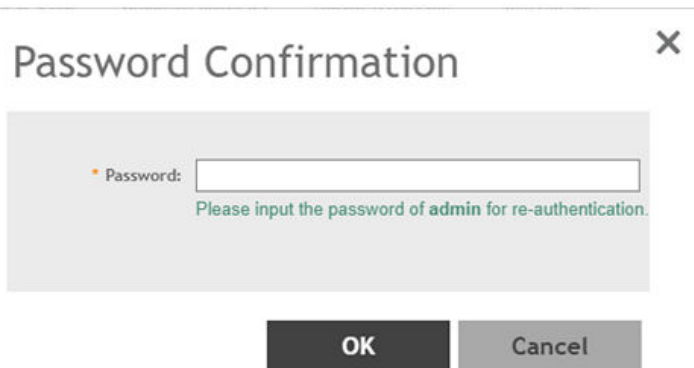 Password Confirmation
* Password:
Please input the password of admin for re-authentication.
OK
Cancel